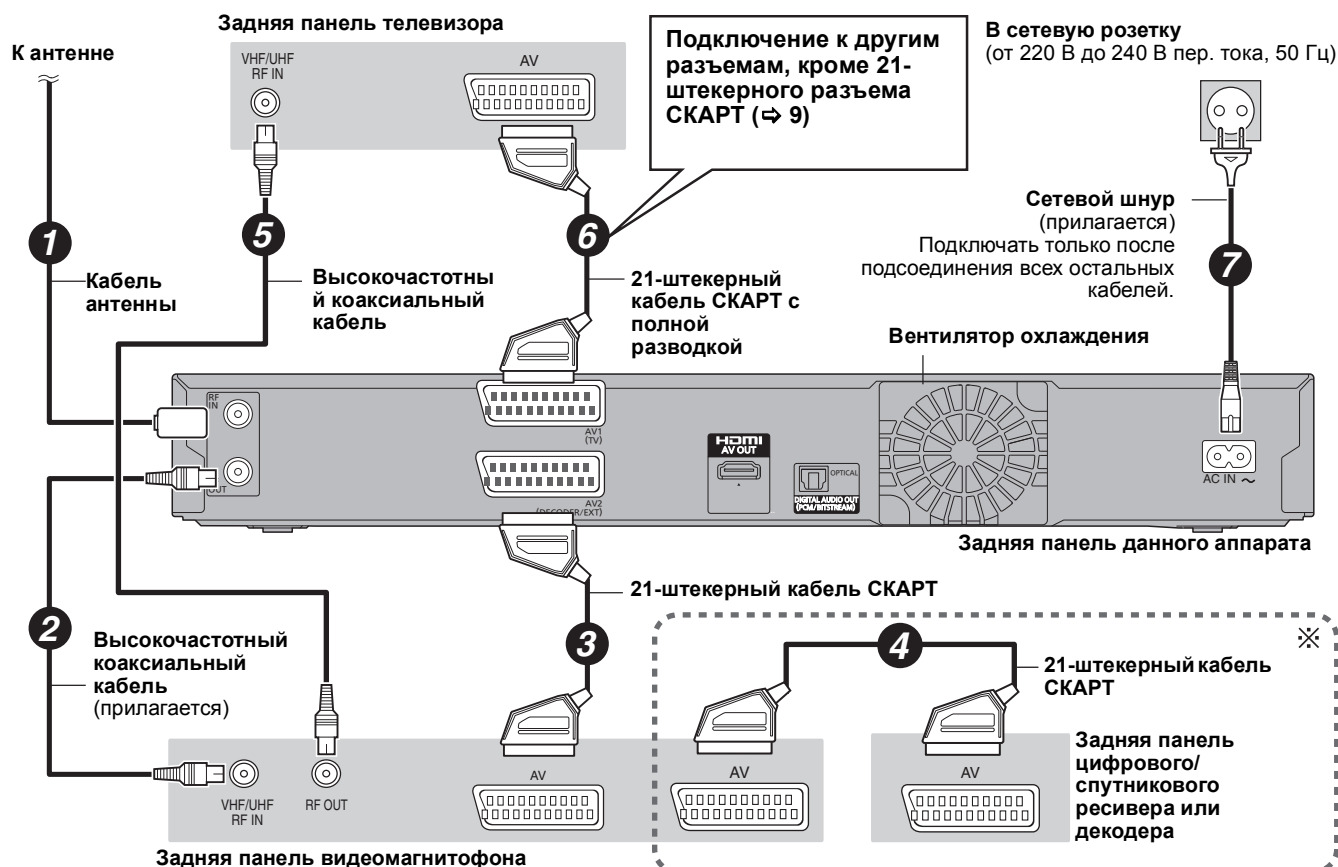 Задняя панель телевизора
К антенне
VHF/UHF
RF IN
AV
Подключение к другим
разъемам, кроме 21-
штекерного разъема
СКАРТ (⇨ 9)
В сетевую розетку
(от 220 В до 240 В пер. тока, 50 Гц)
1
5
6
7
Кабель
антенны
Высокочастотны
й коаксиальный
кабель
21-штекерный
кабель СКАРТ с
полной
разводкой
Сетевой шнур
(прилагается)
Подключать только после
подсоединения всех остальных
кабелей.
Вентилятор охлаждения
RF
IN
OUT
AV1
(TV)
AV2
(DECODER/EXT)
HDMI
AV OUT
OPTICAL
DIGITAL AUDIO OUT
(PCM/BITSTREAM)
AC IN ~
Задняя панель данного аппарата
21-штекерный кабель СКАРТ
2
3
4
※
Высокочастотный
коаксиальный
кабель
(прилагается)
21-штекерный кабель
СКАРТ
VHF/UHF
RF IN
RF OUT
AV
AV
AV
Задняя панель
цифрового/
спутникового
ресивера или
декодера
Задняя панель видеомагнитофона